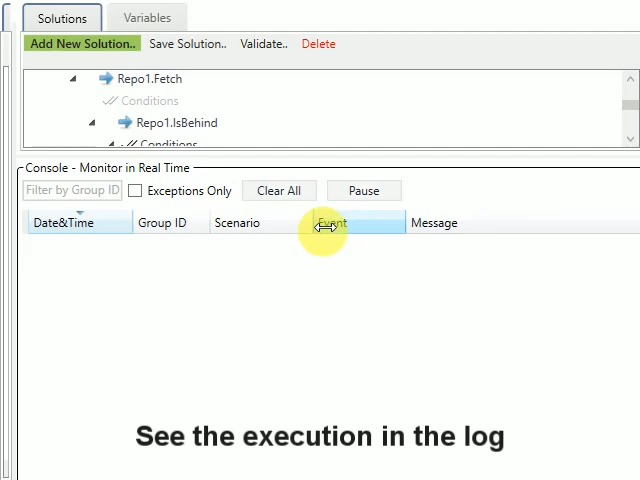 Solutions Variables
Add New Solution.. Save Solution.. Validate.. Delete
Repo1.Fetch
Conditions
Repo1.IsBehind
Conditions
Console - Monitor in Real Time
Filter by Group ID Exceptions Only Clear All Pause
Date&Time Group ID Scenario Event Message
See the execution in the log